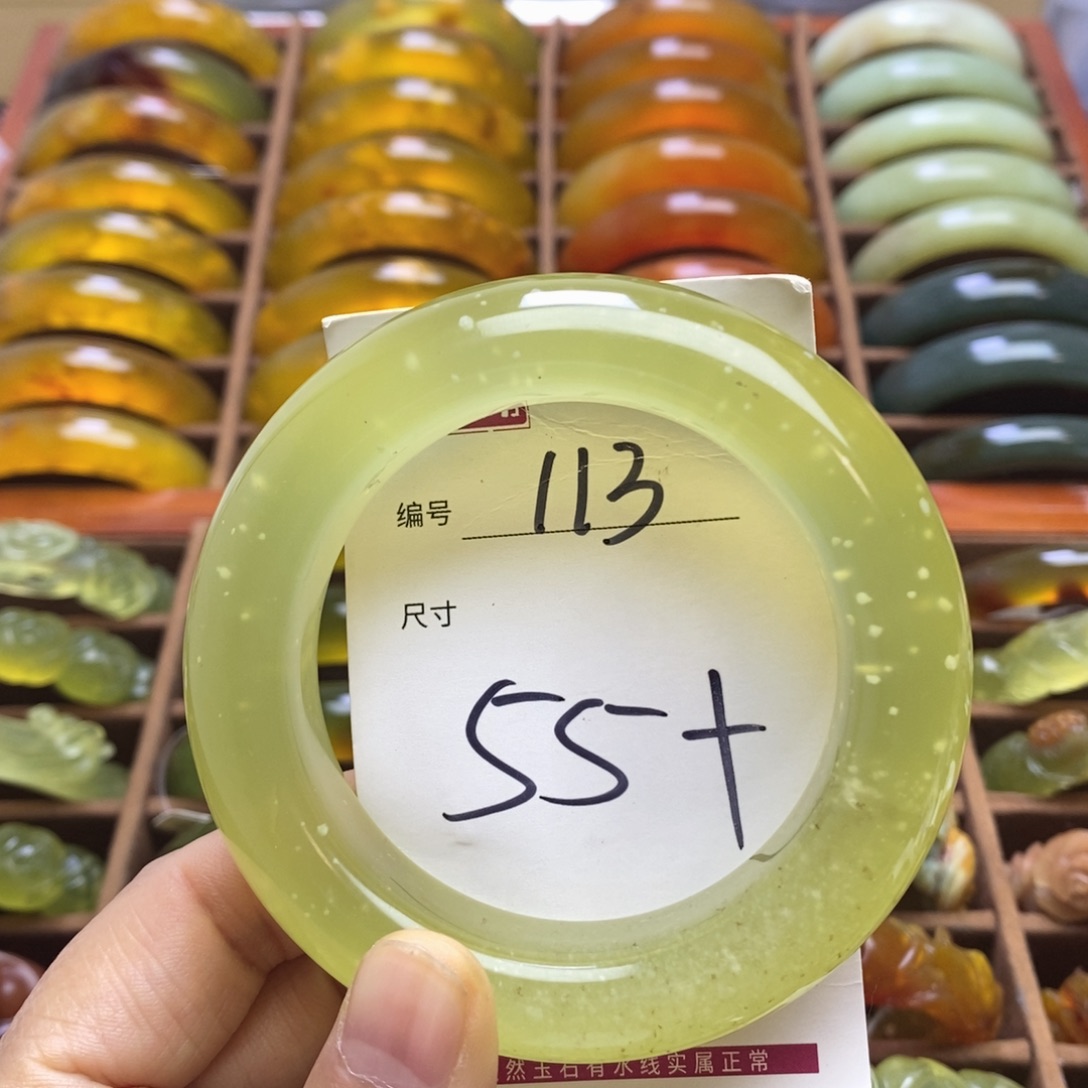 编号 113
尺寸
55+
然玉石有水线实属正常